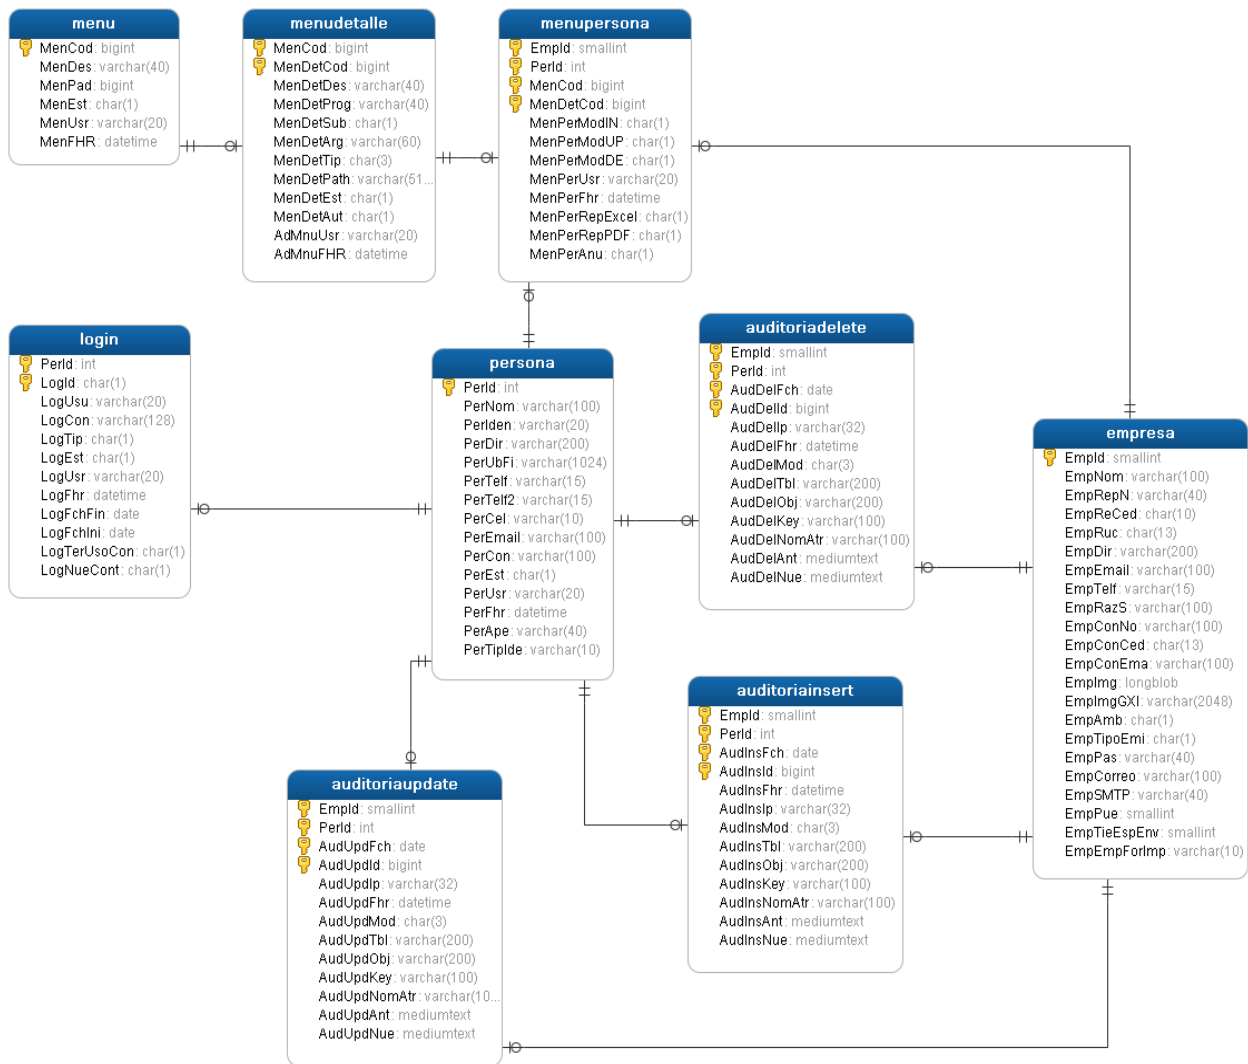 menu
MenCod: bigint
MenDes: varchar(40)
MenPad: bigint
MenEst: char(1)
MenUsr: varchar(20)
MenFHR: datetime
menudetalle
MenCod: bigint
MenDetCod: bigint
MenDetDes: varchar(40)
MenDetProg: varchar(40)
MenDetSub: char(1)
MenDetArg: varchar(60)
MenDetTip: char(3)
MenDetPath: varchar(51...
MenDetEst: char(1)
MenDetAut: char(1)
AdMnuUsr: varchar(20)
AdMnuFHR: datetime
menupersona
EmpId: smallint
PerId: int
MenCod: bigint
MenDetCod: bigint
MenPerModIN: char(1)
MenPerModUP: char(1)
MenPerModDE: char(1)
MenPerUsr: varchar(20)
MenPerFhr: datetime
MenPerRepExcel: char(1)
MenPerRepPDF: char(1)
MenPerAnu: char(1)
login
PerId: int
LogId: char(1)
LogUsu: varchar(20)
LogCon: varchar(128)
LogTip: char(1)
LogEst: char(1)
LogUsr: varchar(20)
LogFhr: datetime
LogFchFin: date
LogFchIni: date
LogTerUsoCon: char(1)
LogNueCont: char(1)
persona
PerId: int
PerNom: varchar(100)
PerIden: varchar(20)
PerDir: varchar(200)
PerUbFi: varchar(1024)
PerTelf: varchar(15)
PerTelf2: varchar(15)
PerCel: varchar(10)
PerEmail: varchar(100)
PerCon: varchar(100)
PerEst: char(1)
PerUsr: varchar(20)
PerFhr: datetime
PerApe: varchar(40)
PerTipIde: varchar(10)
auditoriadelete
EmpId: smallint
PerId: int
AudDelFch: date
AudDelId: bigint
AudDelIp: varchar(32)
AudDelFhr: datetime
AudDelMod: char(3)
AudDelTbl: varchar(200)
AudDelObj: varchar(200)
AudDelKey: varchar(100)
AudDelNomAtr: varchar(100)
AudDelAnt: mediumtext
AudDelNue: mediumtext
empresa
EmpId: smallint
EmpNom: varchar(100)
EmpRepN: varchar(40)
EmpReCed: char(10)
EmpRuc: char(13)
EmpDir: varchar(200)
EmpEmail: varchar(100)
EmpTelf: varchar(15)
EmpRazS: varchar(100)
EmpConNo: varchar(100)
EmpConCed: char(13)
EmpConEma: varchar(100)
EmpImg: longblob
EmpImgGXI: varchar(2048)
EmpAmb: char(1)
EmpTipoEmi: char(1)
EmpPas: varchar(40)
EmpCorreo: varchar(100)
EmpSMTP: varchar(40)
EmpPue: smallint
EmpTieEspEnv: smallint
EmpEmpForImp: varchar(10)
auditoriainsert
EmpId: smallint
PerId: int
AudInsFch: date
AudInsId: bigint
AudInsFhr: datetime
AudInsIp: varchar(32)
AudInsMod: char(3)
AudInsTbl: varchar(200)
AudInsObj: varchar(200)
AudInsKey: varchar(100)
AudInsNomAtr: varchar(100)
AudInsAnt: mediumtext
AudInsNue: mediumtext
auditoriaupdate
EmpId: smallint
PerId: int
AudUpdFch: date
AudUpdId: bigint
AudUpdIp: varchar(32)
AudUpdFhr: datetime
AudUpdMod: char(3)
AudUpdTbl: varchar(200)
AudUpdObj: varchar(200)
AudUpdKey: varchar(100)
AudUpdNomAtr: varchar(10...
AudUpdAnt: mediumtext
AudUpdNue: mediumtext